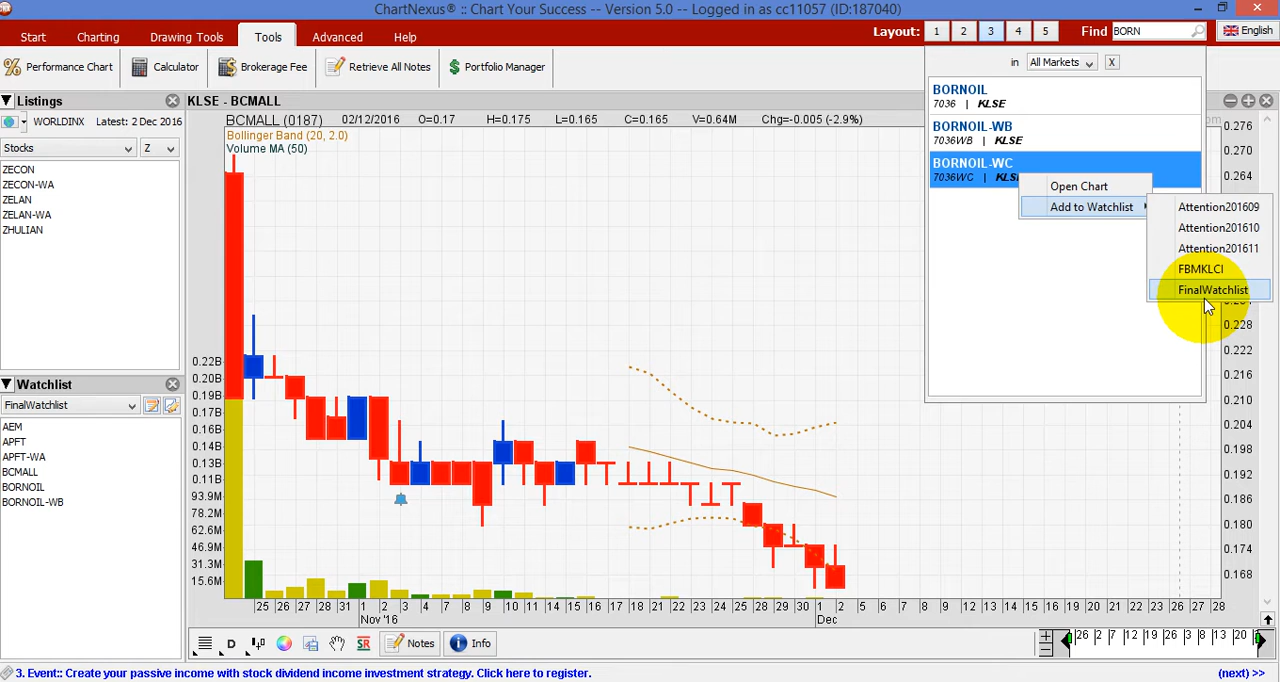 ChartNexus® :: Chart Your Success -- Version 5.0 -- Logged in as cc11057 (ID:187040)
Start Charting Drawing Tools Tools Advanced Help
Layout: 1 2 3 4 5 Find BORN English
Performance Chart Calculator Brokerage Fee Retrieve All Notes Portfolio Manager
in All Markets X
Listings
WORLDINX Latest: 2 Dec 2016
Stocks Z
ZECON
ZECON-WA
ZELAN
ZELAN-WA
ZHULIAN
Watchlist
FinalWatchlist
AEM
APFT
APFT-WA
BCMALL
BORNOIL
BORNOIL-WB
KLSE - BCMALL
BCMALL (0187) 02/12/2016 O=0.17 H=0.175 L=0.165 C=0.165 V=0.64M Chg=-0.005 (-2.9%)
Bollinger Band (20, 2.0)
Volume MA (50)
BORNOIL
7036 | KLSE
BORNOIL-WB
7036WB | KLSE
BORNOIL-WC
7036WC |
Open Chart
Add to Watchlist
Attention201609
Attention201610
Attention201611
FBMKLCI
FinalWatchlist
0.22B
0.20B
0.19B
0.17B
0.16B
0.14B
0.13B
0.11B
93.9M
78.2M
62.6M
46.9M
31.3M
15.6M
0.276
0.270
0.264
0.228
0.222
0.216
0.210
0.204
0.198
0.192
0.186
0.180
0.174
0.168
25 26 27 28 31 1 2 3 4 7 8 9 10 11 14 15 16 17 18 21 22 23 24 25 28 29 30 1 2 5 6 7 8 9 12 13 14 15 16 19 20 21 22 23 26 27 28
Nov '16 Dec
D SR Notes Info
26 2 7 12 19 26 3 8 13 20
3. Event:: Create your passive income with stock dividend income investment strategy. Click here to register. (next) >>